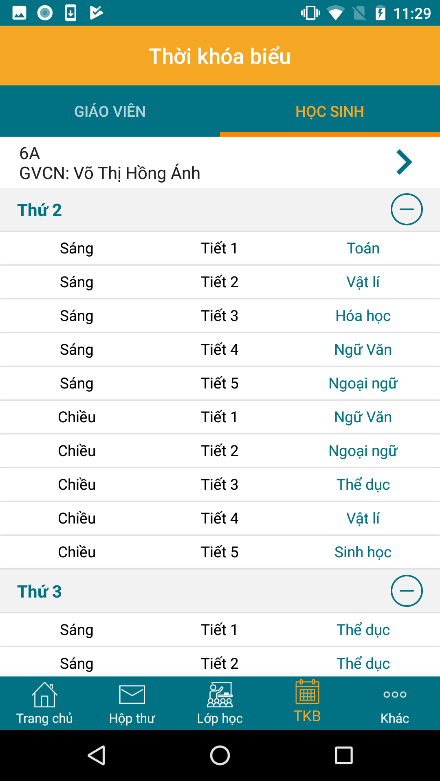 11:29
Thời khóa biểu
GIÁO VIÊN HỌC SINH
6A
GVCN: Võ Thị Hồng Ánh
Thứ 2
Sáng Tiết 1 Toán
Sáng Tiết 2 Vật lí
Sáng Tiết 3 Hóa học
Sáng Tiết 4 Ngữ Văn
Sáng Tiết 5 Ngoại ngữ
Chiều Tiết 1 Ngữ Văn
Chiều Tiết 2 Ngoại ngữ
Chiều Tiết 3 Thể dục
Chiều Tiết 4 Vật lí
Chiều Tiết 5 Sinh học
Thứ 3
Sáng Tiết 1 Thể dục
Sáng Tiết 2 Thể dục
Trang chủ Hộp thư Lớp học TKB Khác